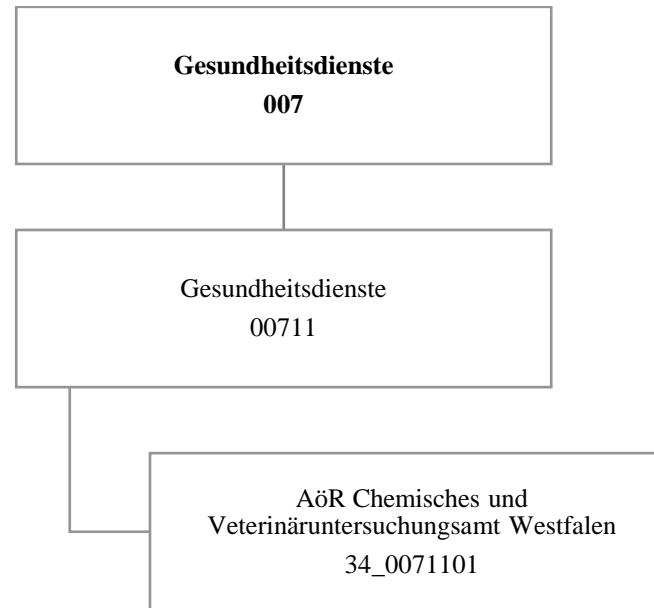 Gesundheitsdienste
007
Gesundheitsdienste
00711
AöR Chemisches und
Veterinäruntersuchungsamt Westfalen
34_0071101